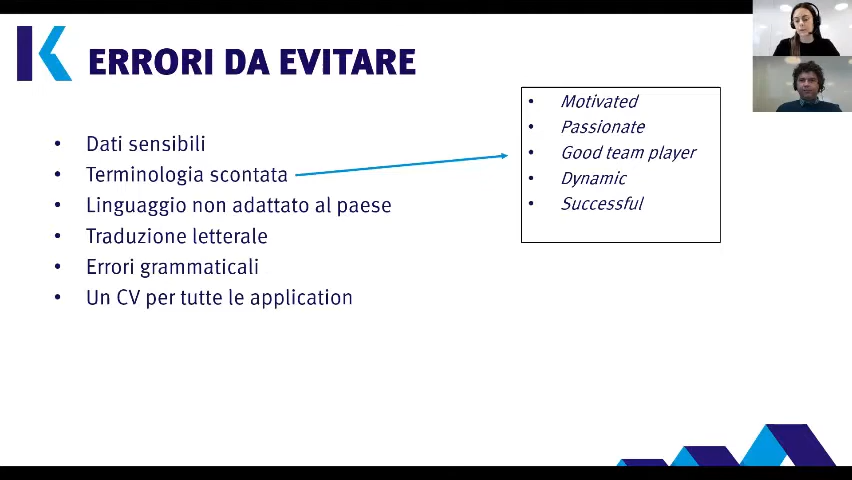 K ERRORI DA EVITARE
Dati sensibili
Terminologia scontata
Linguaggio non adattato al paese
Traduzione letterale
Errori grammaticali
Un CV per tutte le application
Motivated
Passionate
Good team player
Dynamic
Successful